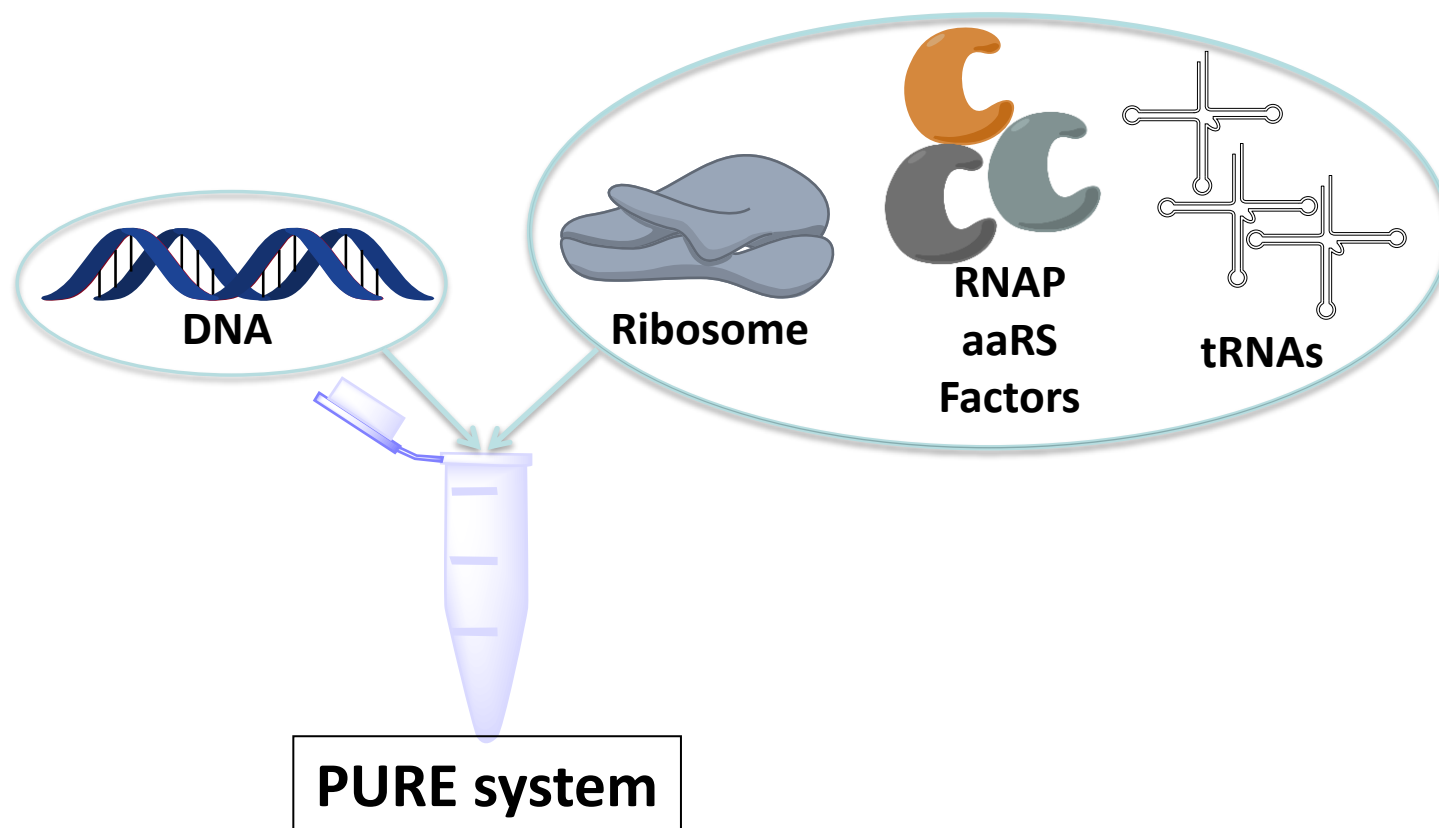 DNA
Ribosome
RNAP
aaRS
Factors
tRNAs
PURE system